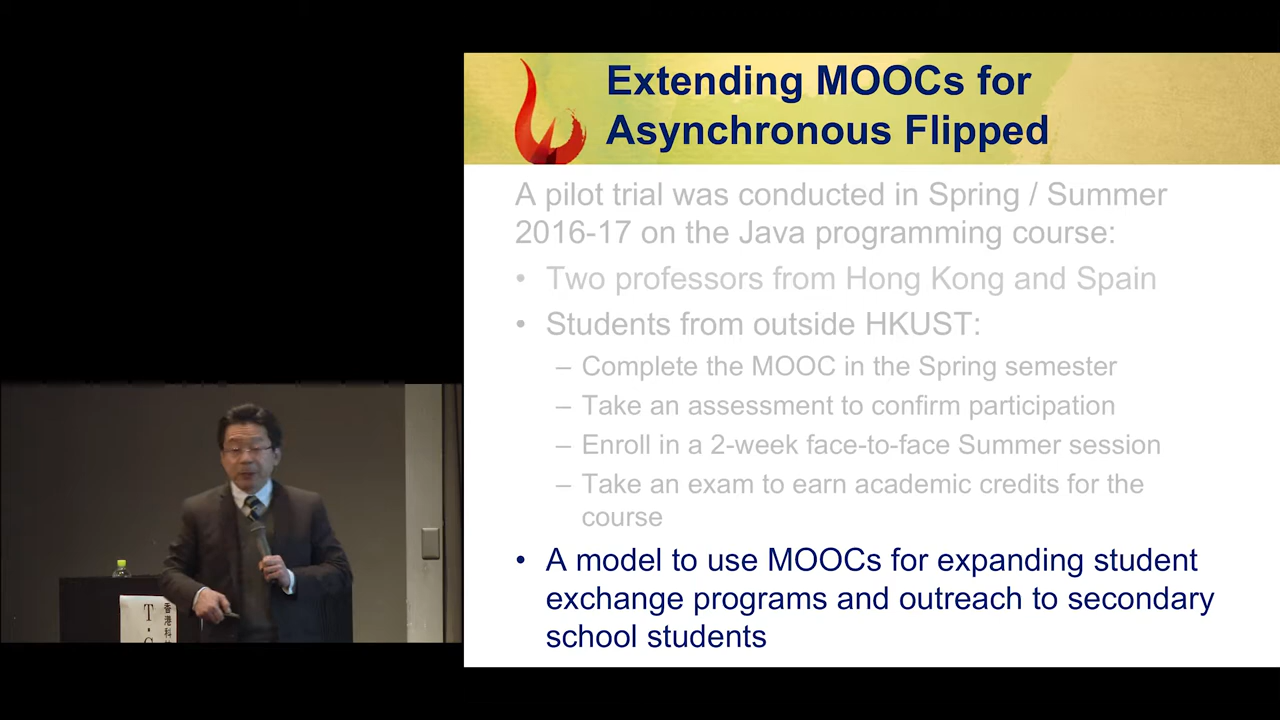 Extending MOOCs for
Asynchronous Flipped
A pilot trial was conducted in Spring / Summer
2016-17 on the Java programming course:
• Two professors from Hong Kong and Spain
• Students from outside HKUST:
– Complete the MOOC in the Spring semester
– Take an assessment to confirm participation
– Enroll in a 2-week face-to-face Summer session
– Take an exam to earn academic credits for the
course
• A model to use MOOCs for expanding student
exchange programs and outreach to secondary
school students
香港科
T.